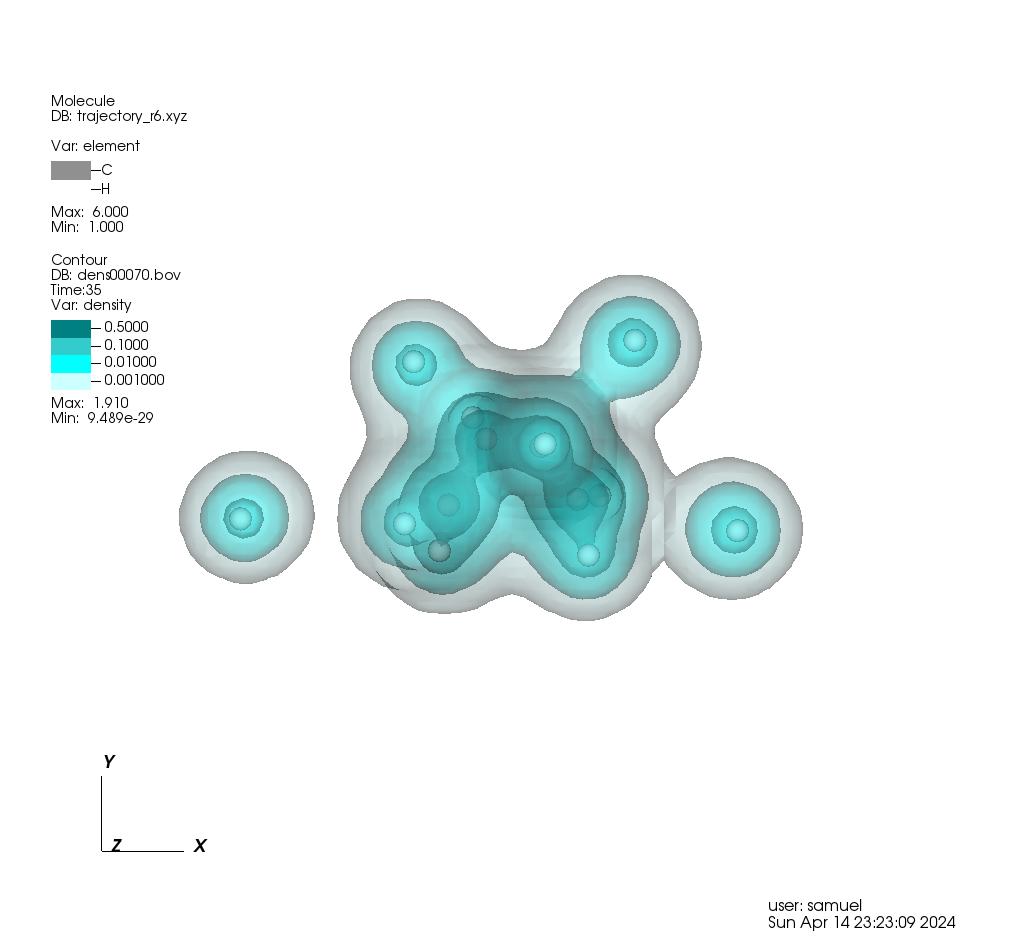 Molecule
DB: trajectory_r6.xyz
Var: element
C
H
Max: 6.000
Min: 1.000
Contour
DB: dens00070.bov
Time:35
Var: density
0.5000
0.1000
0.01000
0.001000
Max: 1.910
Min: 9.489e-29
Y
Z X
user: samuel
Sun Apr 14 23:23:09 2024